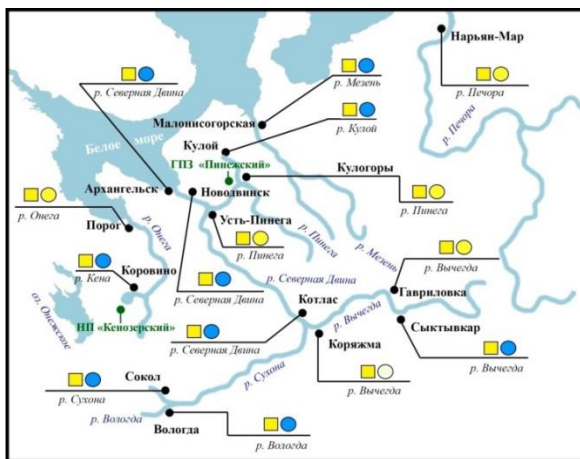 Нарьян-Мар
р. Печора
р. Печора
р. Северная Двина
р. Мезень
Малонисогорская
р. Кулой
Кулой
Белое море
ГПЗ «Пинежский»
Кулогоры
р. Пинега
Архангельск
Новодвинск
р. Онега
Порог
р. Онега
Усть-Пинега
р. Пинега
р. Пинега
р. Мезень
р. Вычегда
р. Кена
Коровино
р. Северная Двина
р. Северная Двина
Гавриловка
оз. Онежское
НП «Кенозерский»
Котлас
р. Вычегда
р. Северная Двина
Сыктывкар
Коряжма
р. Вычегда
р. Вычегда
р. Сухона
Сокол
р. Сухона
р. Вологда
Вологда
р. Вологда